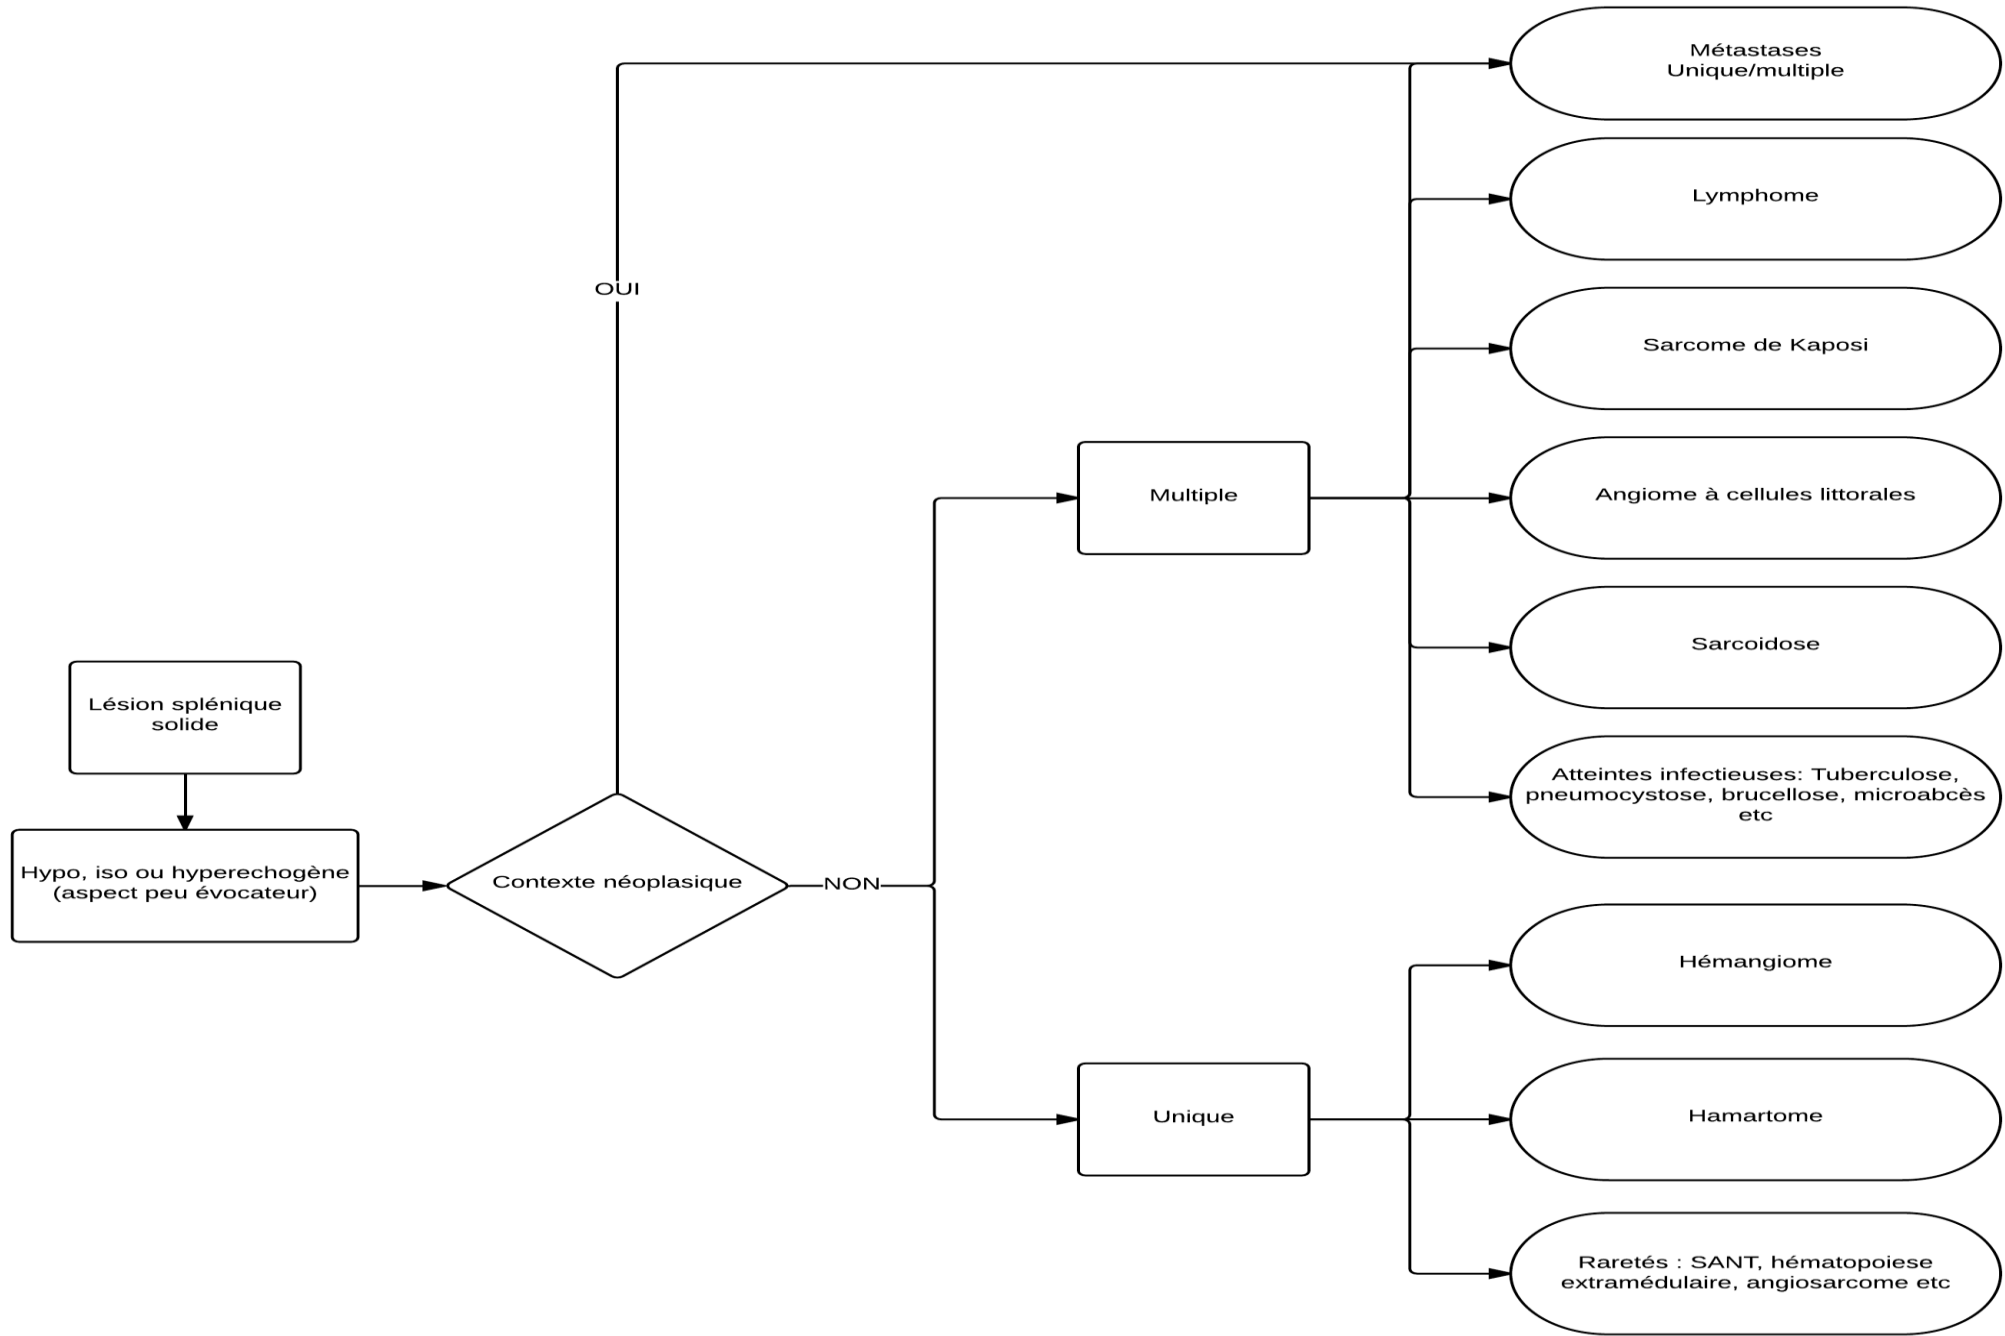 Métastases
Unique/multiple
Lymphome
OUI
Sarcome de Kaposi
Multiple
Angiome à cellules littorales
Sarcoidose
Lésion splénique
solide
Atteintes infectieuses: Tuberculose,
pneumocystose, brucellose, microabcès
etc
Hypo, iso ou hyperechogène
(aspect peu évocateur)
Contexte néoplasique
NON
Hémangiome
Unique
Hamartome
Raretés : SANT, hématopoiese
extramédulaire, angiosarcome etc